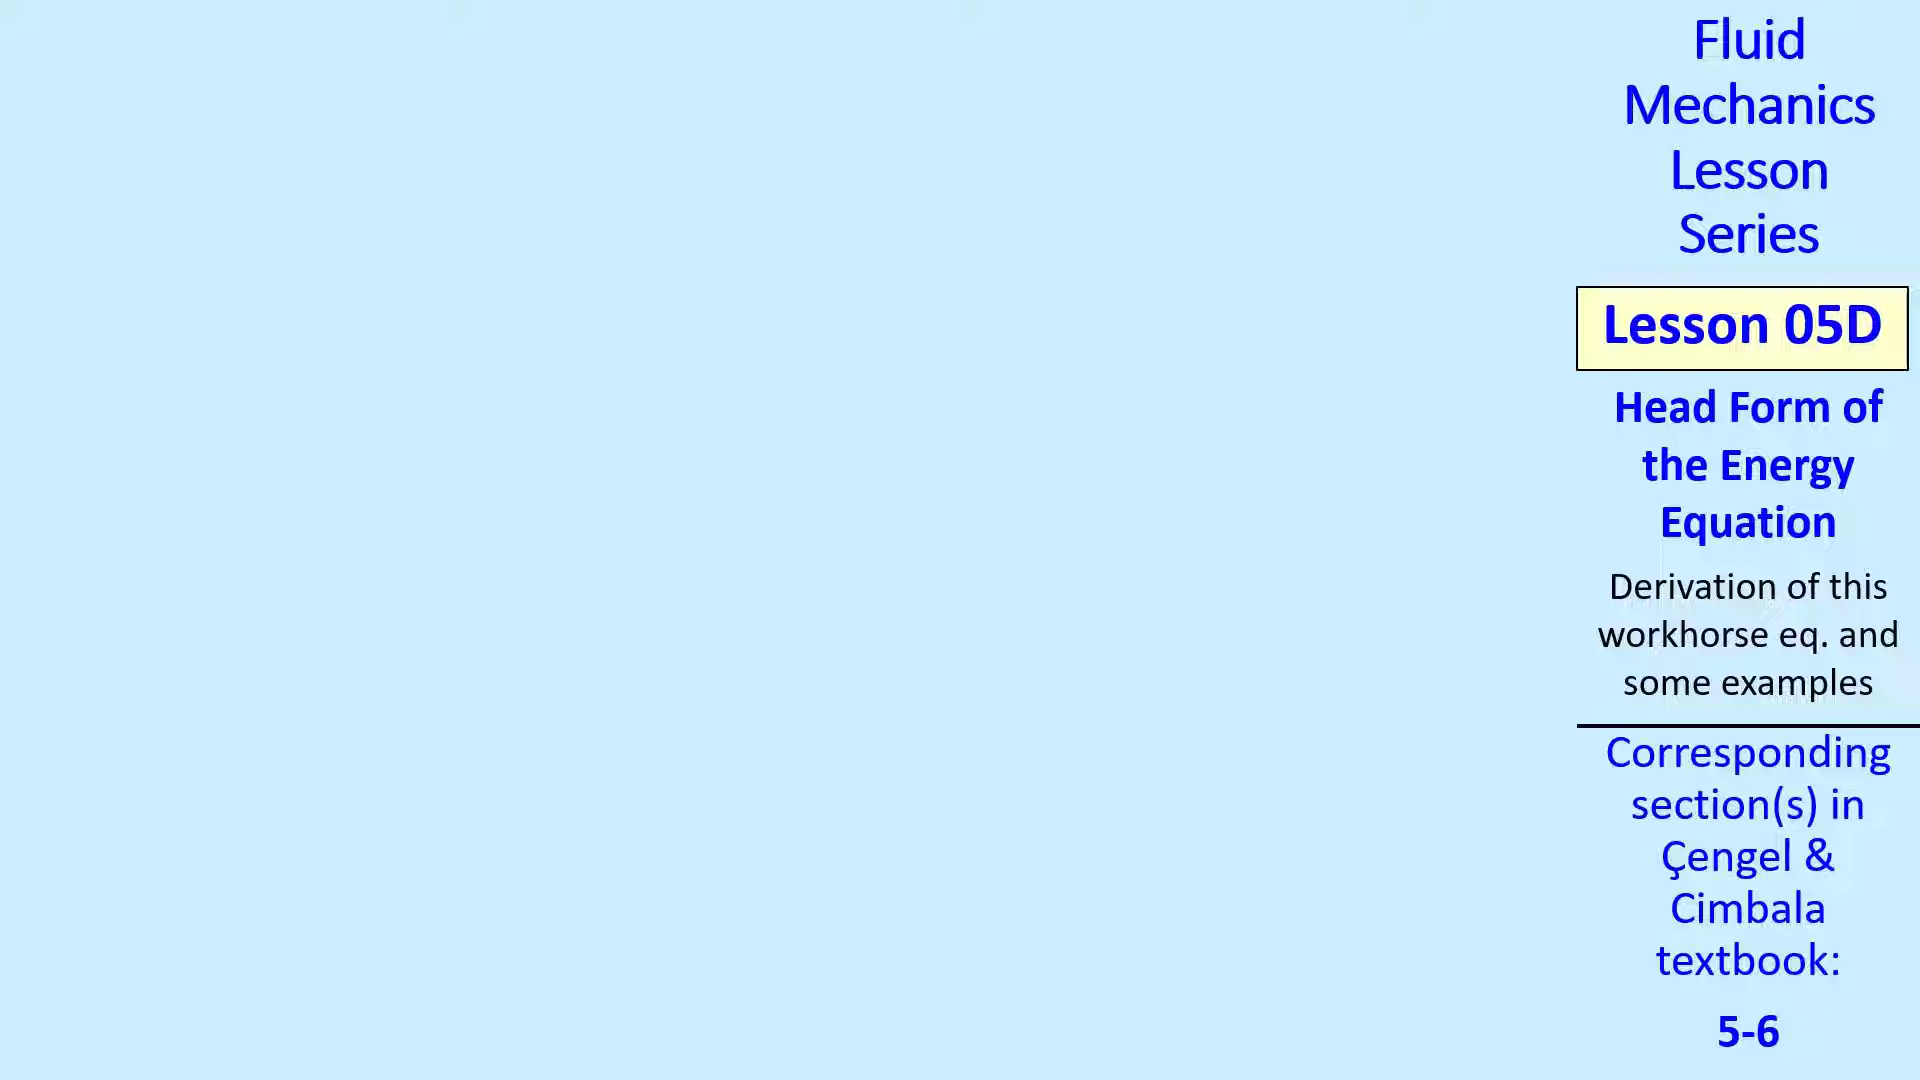 Fluid
Mechanics
Lesson
Series
Lesson 05D
Head Form of
the Energy
Equation
Derivation of this
workhorse eq. and
some examples
Corresponding
section(s) in
Çengel &
Cimbala
textbook:
5-6